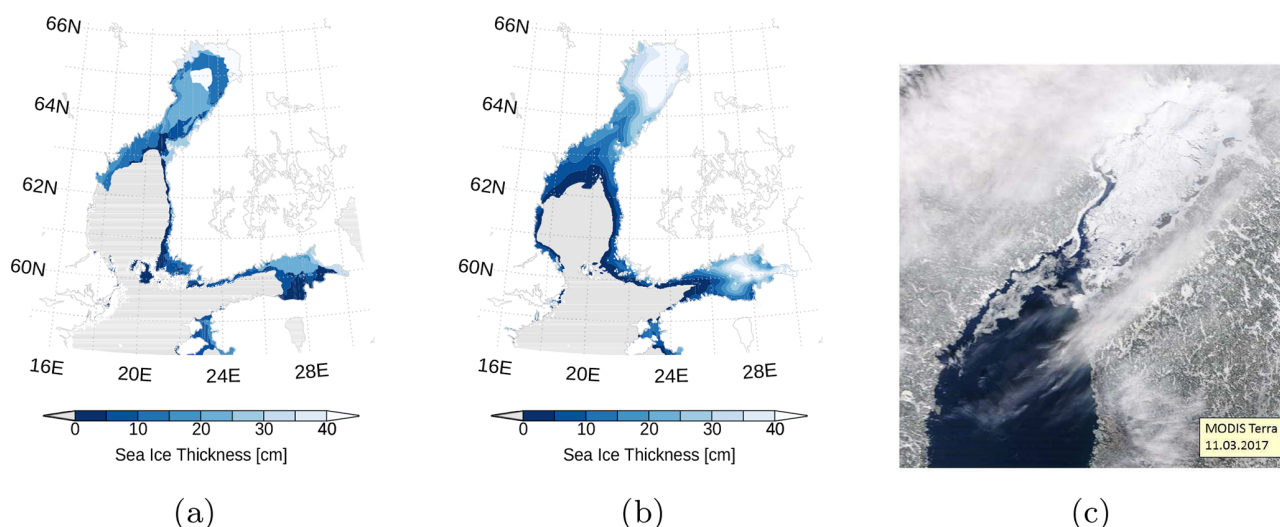 66N
64N
62N
60N
16E
20E
24E
28E
0
10
20
30
40
Sea Ice Thickness [cm]
(a)
66N
64N
62N
60N
16E
20E
24E
28E
0
10
20
30
40
Sea Ice Thickness [cm]
(b)
MODIS Terra
11.03.2017
(c)